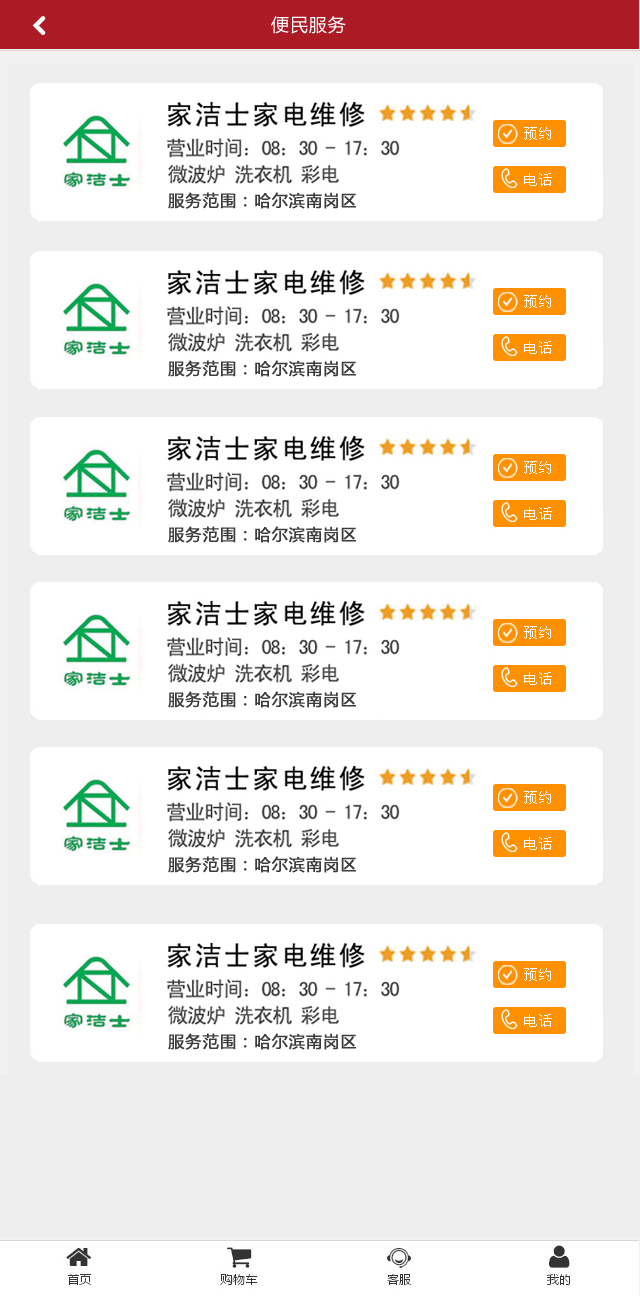 便民服务
家洁士家电维修
营业时间：08：30 - 17：30
微波炉 洗衣机 彩电
服务范围：哈尔滨南岗区
家洁士
预约
电话
家洁士家电维修
营业时间：08：30 - 17：30
微波炉 洗衣机 彩电
服务范围：哈尔滨南岗区
家洁士
预约
电话
家洁士家电维修
营业时间：08：30 - 17：30
微波炉 洗衣机 彩电
服务范围：哈尔滨南岗区
家洁士
预约
电话
家洁士家电维修
营业时间：08：30 - 17：30
微波炉 洗衣机 彩电
服务范围：哈尔滨南岗区
家洁士
预约
电话
家洁士家电维修
营业时间：08：30 - 17：30
微波炉 洗衣机 彩电
服务范围：哈尔滨南岗区
家洁士
预约
电话
家洁士家电维修
营业时间：08：30 - 17：30
微波炉 洗衣机 彩电
服务范围：哈尔滨南岗区
家洁士
预约
电话
首页
购物车
客服
我的